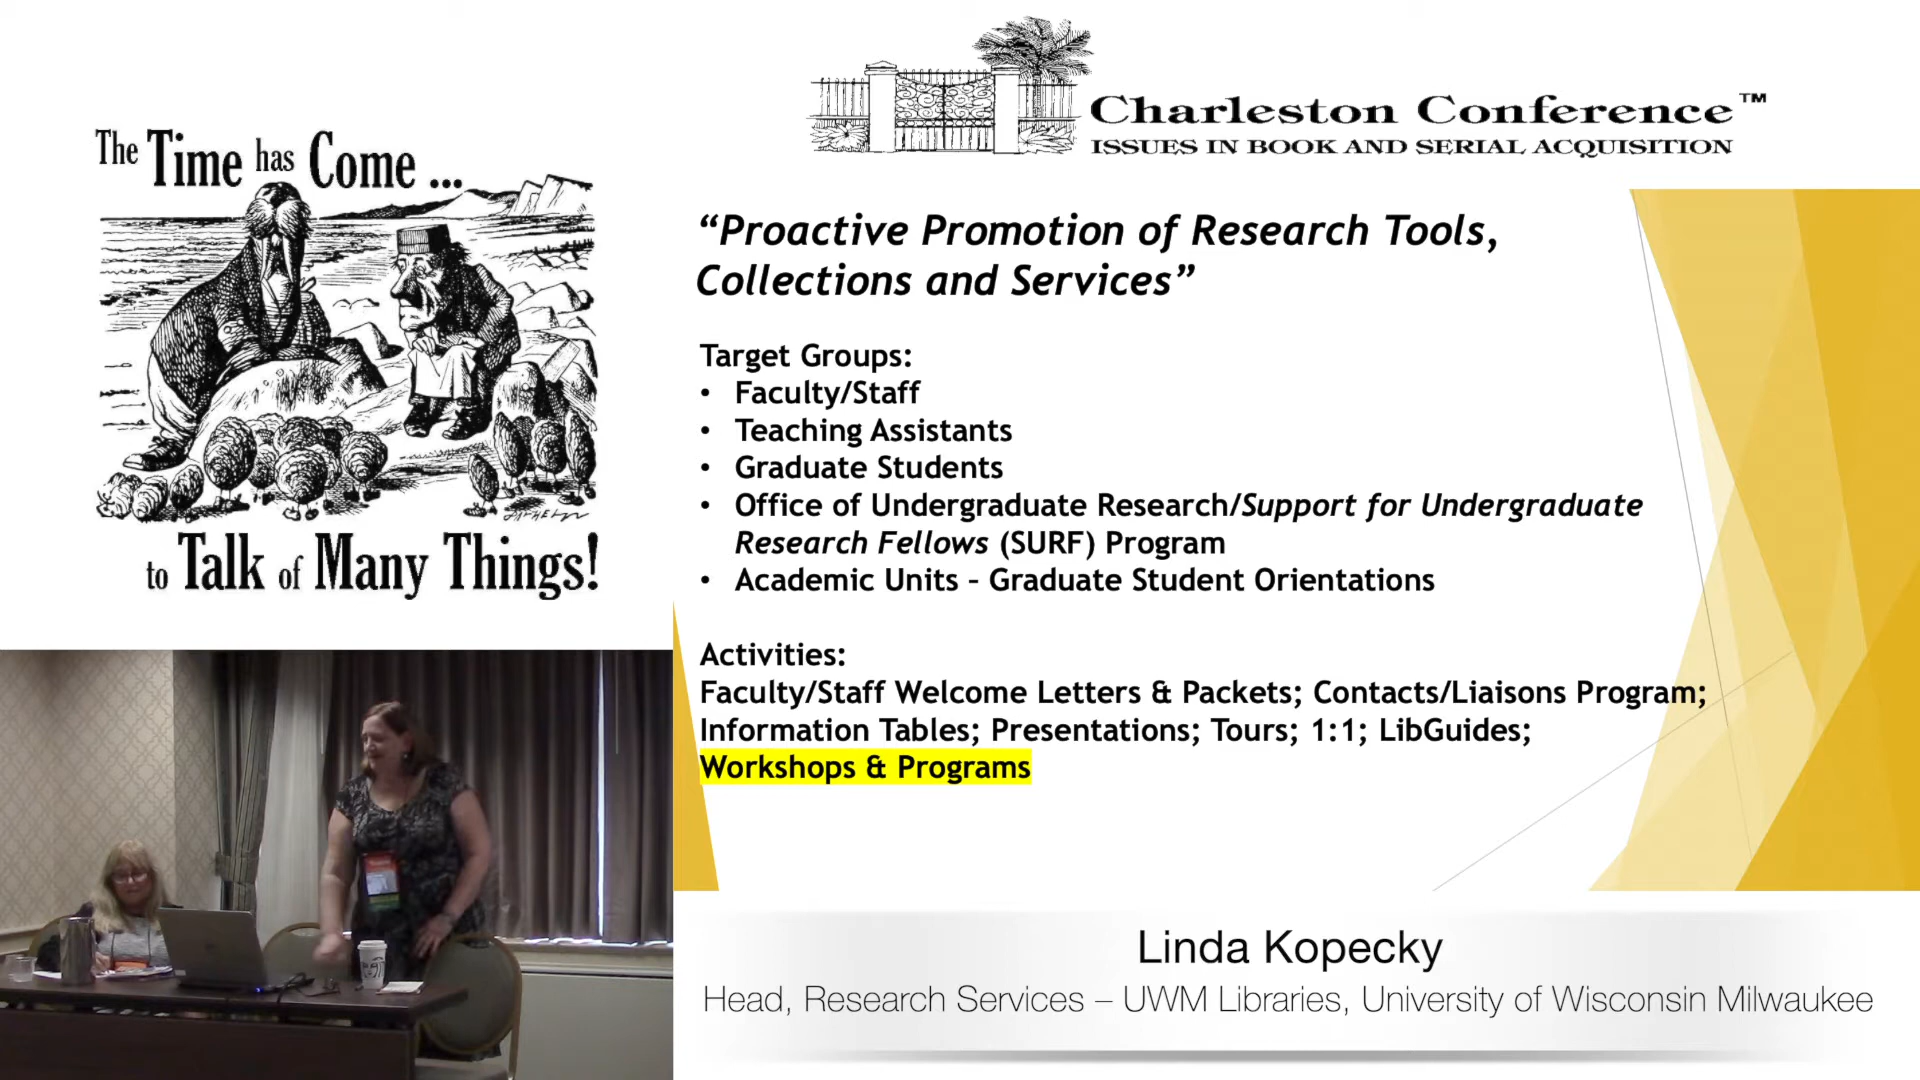 The Time has Come ...
to Talk of Many Things!
Charleston Conference™
ISSUES IN BOOK AND SERIAL ACQUISITION
“Proactive Promotion of Research Tools,
Collections and Services”
Target Groups:
• Faculty/Staff
• Teaching Assistants
• Graduate Students
• Office of Undergraduate Research/Support for Undergraduate
Research Fellows (SURF) Program
• Academic Units – Graduate Student Orientations
Activities:
Faculty/Staff Welcome Letters & Packets; Contacts/Liaisons Program;
Information Tables; Presentations; Tours; 1:1; LibGuides;
Workshops & Programs
Linda Kopecky
Head, Research Services – UWM Libraries, University of Wisconsin Milwaukee